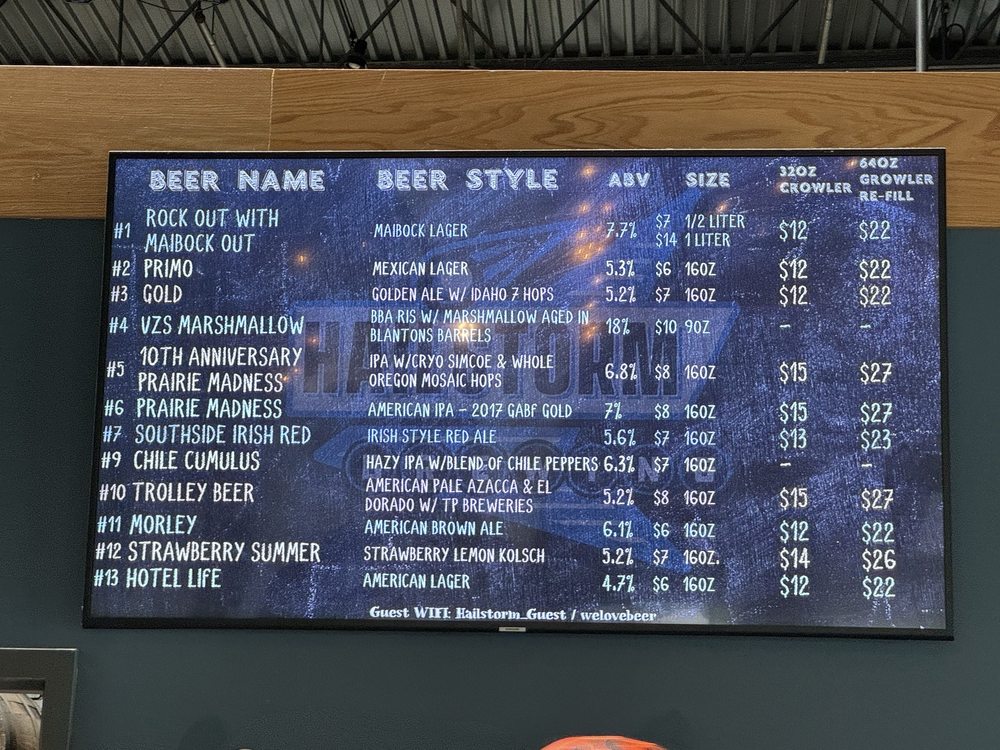 BEER NAME BEER STYLE ABV SIZE 32OZ CROWLER 64OZ GROWLER RE-FILL
#1 ROCK OUT WITH MAIBOCK OUT MAIBOCK LAGER 7.7% $7 1/2 LITER $14 1 LITER $12 $22
#2 PRIMO MEXICAN LAGER 5.3% $6 16OZ $12 $22
#3 GOLD GOLDEN ALE W/ IDAHO 7 HOPS 5.2% $7 16OZ $12 $22
#4 VZS MARSHMALLOW BBA RIS W/ MARSHMALLOW AGED IN BLANTONS BARRELS 18% $10 9OZ - -
#5 10TH ANNIVERSARY PRAIRIE MADNESS IPA W/CRYO SIMCOE & WHOLE OREGON MOSAIC HOPS 6.8% $8 16OZ $15 $27
#6 PRAIRIE MADNESS AMERICAN IPA - 2017 GABF GOLD 7% $8 16OZ $15 $27
#7 SOUTHSIDE IRISH RED IRISH STYLE RED ALE 5.6% $7 16OZ $13 $23
#9 CHILE CUMULUS HAZY IPA W/BLEND OF CHILE PEPPERS 6.3% $7 16OZ - -
#10 TROLLEY BEER AMERICAN PALE AZACCA & EL DORADO W/ TP BREWERIES 5.2% $8 16OZ $15 $27
#11 MORLEY AMERICAN BROWN ALE 6.1% $6 16OZ $12 $22
#12 STRAWBERRY SUMMER STRAWBERRY LEMON KOLSCH 5.2% $7 16OZ. $14 $26
#13 HOTEL LIFE AMERICAN LAGER 4.7% $6 16OZ $12 $22
Guest WIFI: Hailstorm_Guest / welovebeer
HAILSTORM
BREWING